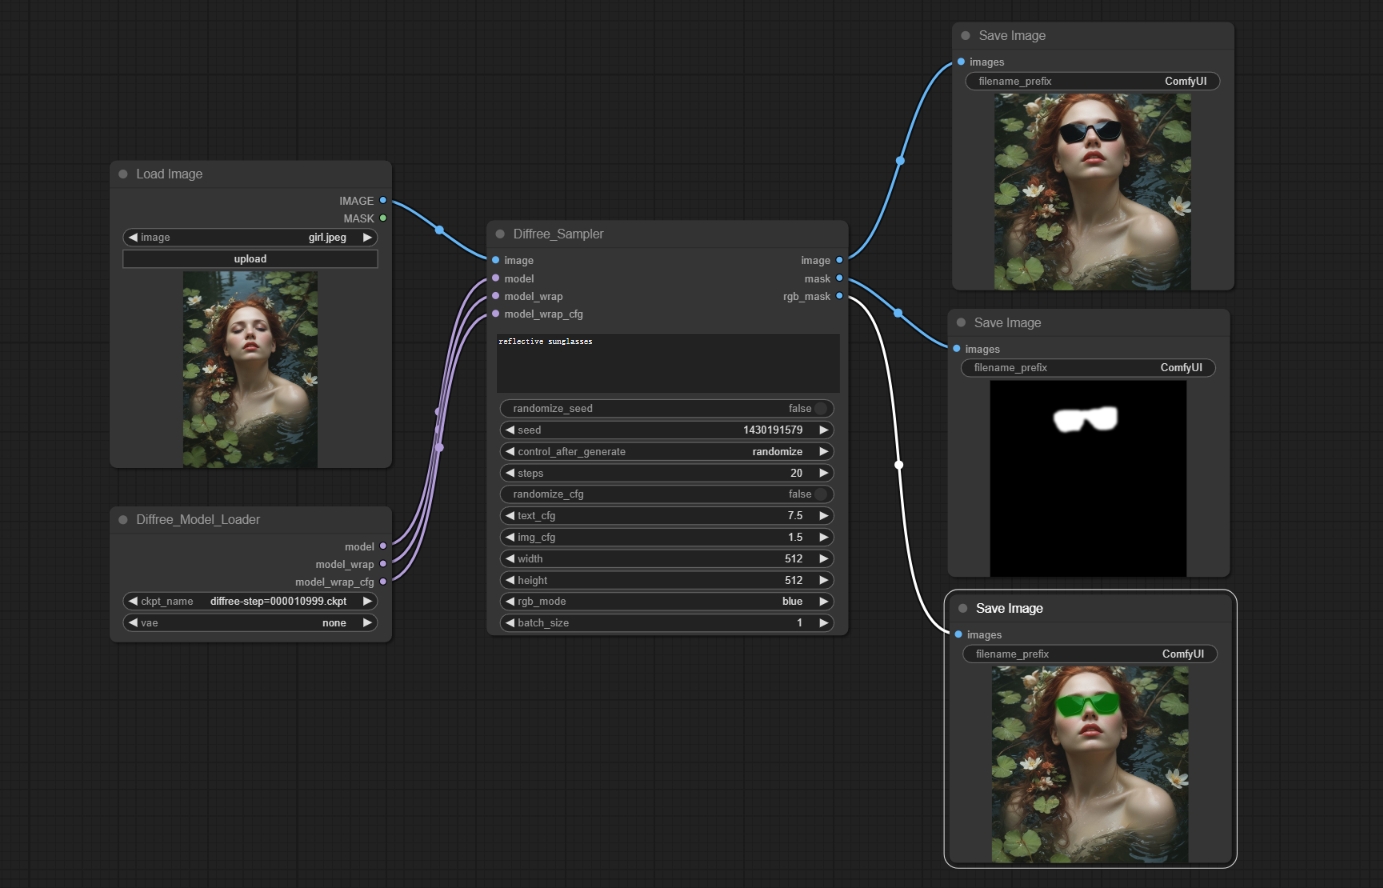 Load Image
IMAGE
MASK
image girl.jpeg
upload
Diffree_Model_Loader
model
model_wrap
model_wrap_cfg
ckpt_name diffree-step=000010999.ckpt
vae none
Diffree_Sampler
image image
model mask
model_wrap rgb_mask
model_wrap_cfg
reflective sunglasses
randomize_seed false
seed 1430191579
control_after_generate randomize
steps 20
randomize_cfg false
text_cfg 7.5
img_cfg 1.5
width 512
height 512
rgb_mode blue
batch_size 1
Save Image
images
filename_prefix ComfyUI
Save Image
images
filename_prefix ComfyUI
Save Image
images
filename_prefix ComfyUI